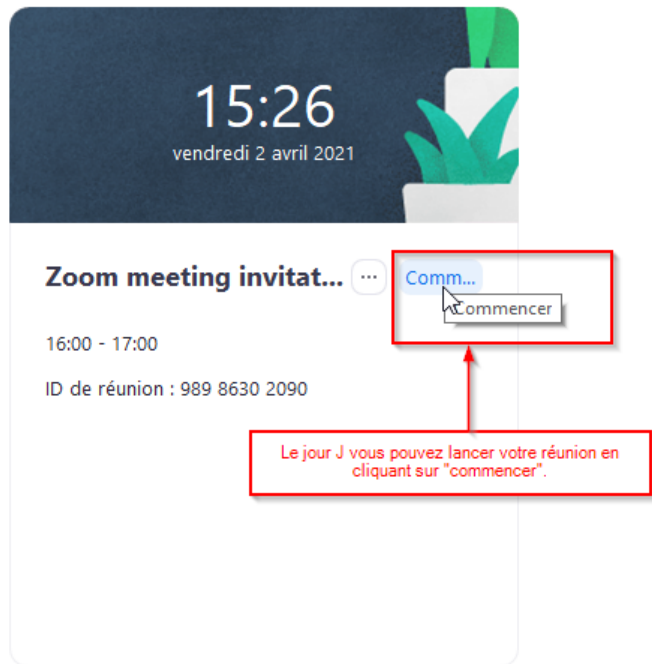 15:26
vendredi 2 avril 2021
Zoom meeting invitat... ... Comm...
Commencer
16:00 - 17:00
ID de réunion : 989 8630 2090
Le jour J vous pouvez lancer votre réunion en
cliquant sur "commencer".